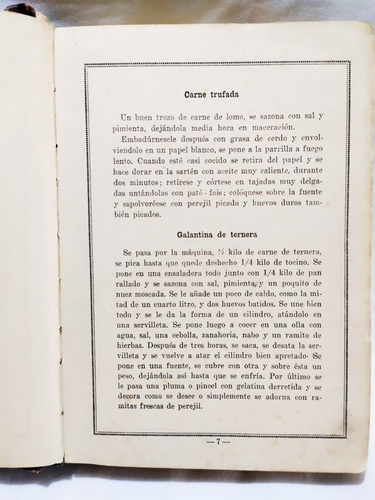 Carne trufada
Un buen trozo de carne de lomo, se sazona con sal y
pimienta, dejándola media hora en maceración.
Embadúrnesele después con grasa de cerdo y envol-
viéndolo en un papel blanco, se pone a la parrilla a fuego
lento. Cuando esté casi cocido se retira del papel y se
hace dorar en la sartén con aceite muy caliente, durante
dos minutos; retírese y córtese en tajadas muy delga-
das untándolas con paté-fois; colóquese sobre la fuente
y espolvoréese con perejil picado y huevos duros tam-
bién picados.
Galantina de ternera
Se pasa por la máquina, ½ kilo de carne de ternera,
se pica hasta que quede deshecho 1/4 kilo de tocino. Se
pone en una ensaladera todo junto con 1/4 kilo de pan
rallado y se sazona con sal, pimienta y un poquito de
nuez moscada. Se le añade un poco de caldo, como la mi-
tad de un cuarto litro, y dos huevos batidos. Se une bien
todo y se le da la forma de un cilindro, atándolo en
una servilleta. Se pone luego a cocer en una olla con
agua, sal, una cebolla, zanahoria, nabo y un ramito de
hierbas. Después de tres horas, se saca, se desata la ser-
villeta y se vuelve a atar el cilindro bien apretado. Se
pone en una fuente, se cubre con otra y sobre ésta un
peso, dejándola así hasta que se enfría. Por último se
le pasa una pluma o pincel con gelatina derretida y se
decora como se desee o simplemente se adorna con ra-
mitas frescas de perejil.
— 7 —